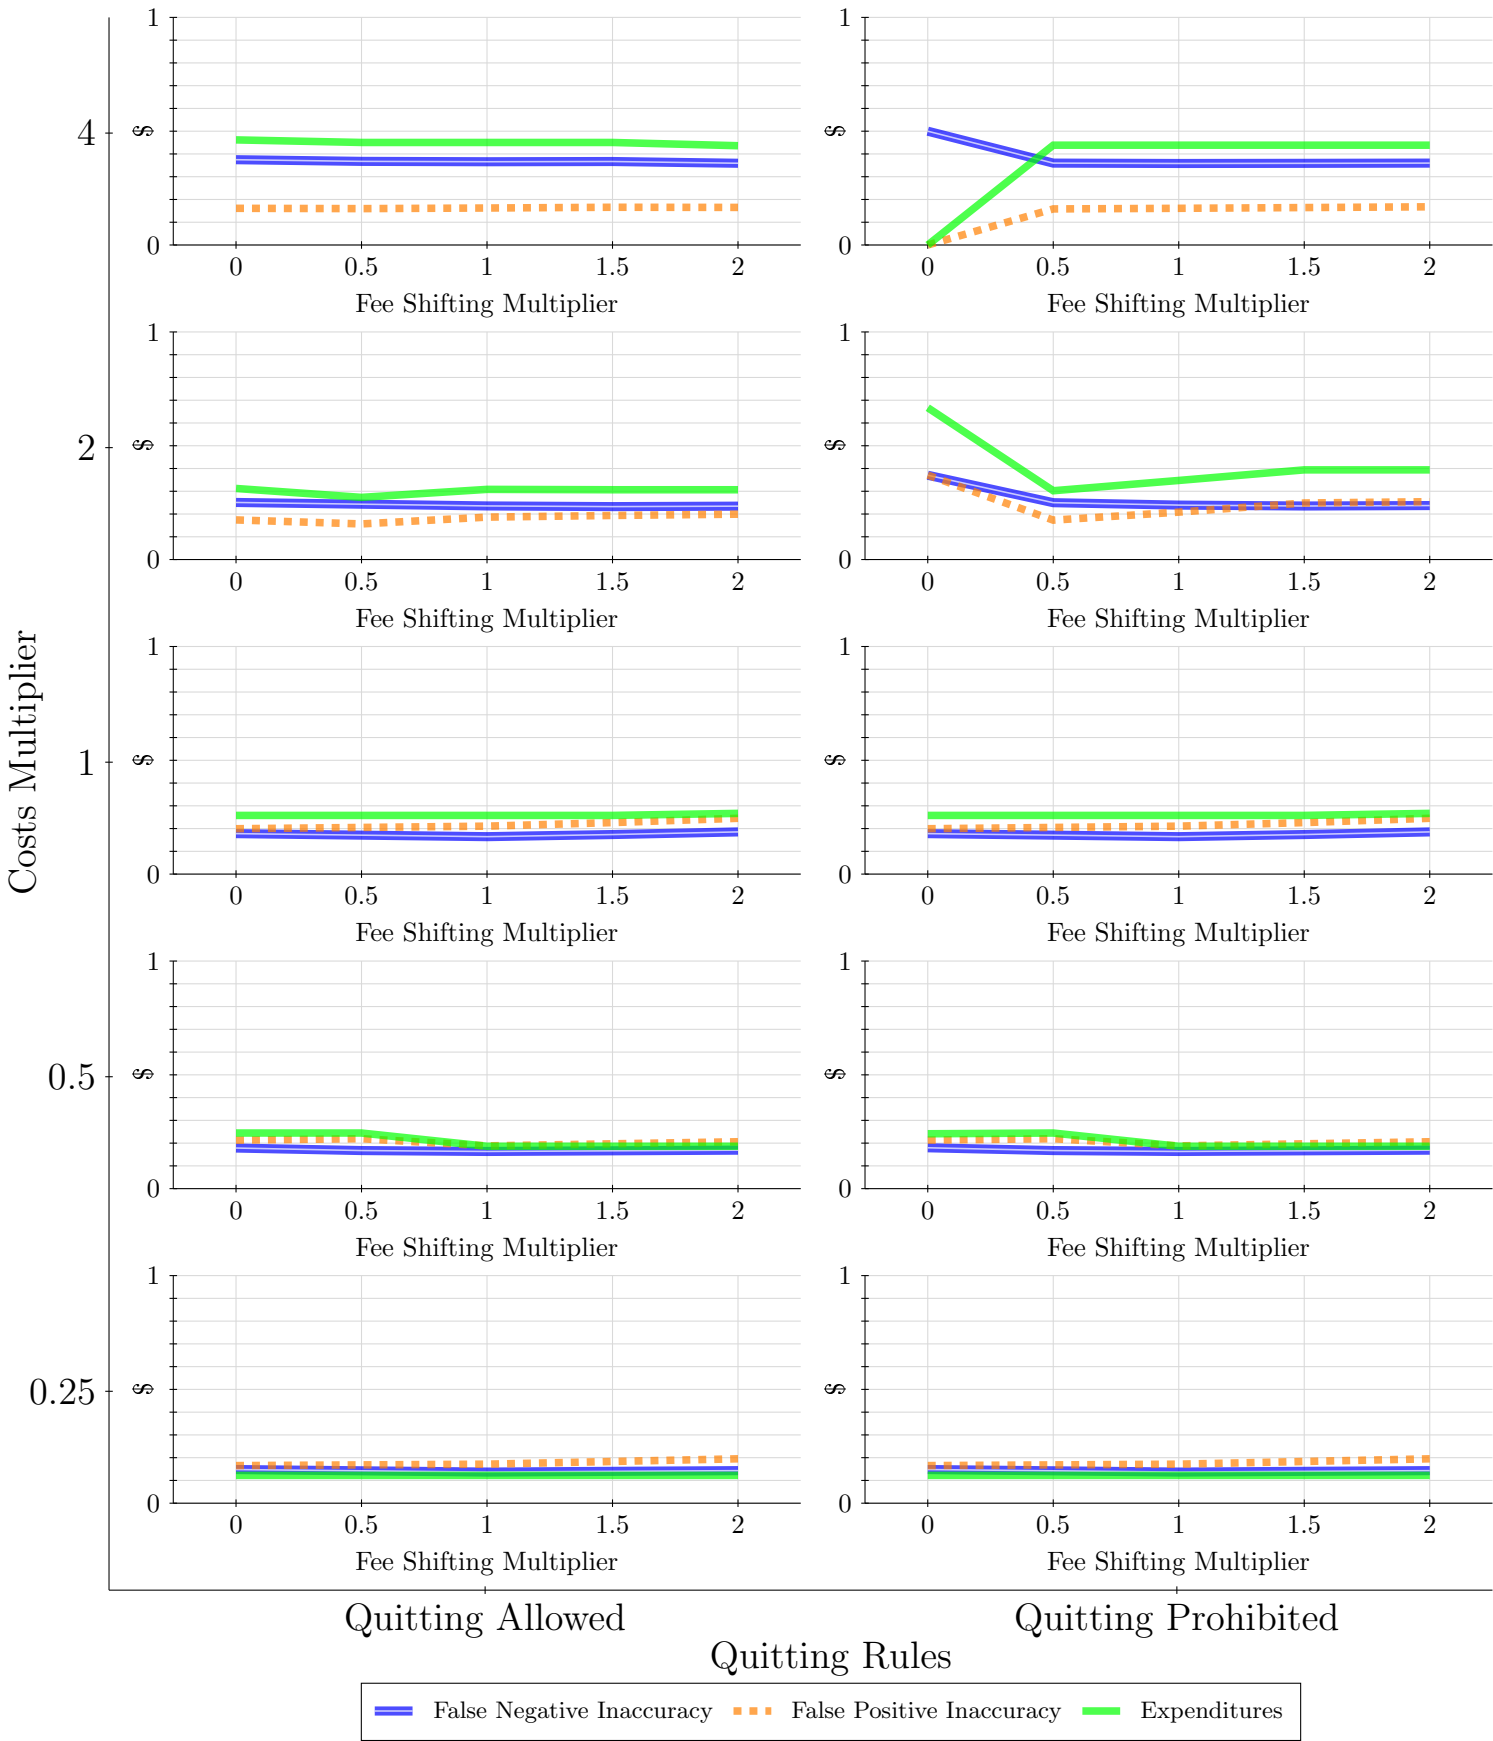 Costs Multiplier
4
2
1
0.5
0.25
1
$
0
0 0.5 1 1.5 2
Fee Shifting Multiplier
1
$
0
0 0.5 1 1.5 2
Fee Shifting Multiplier
1
$
0
0 0.5 1 1.5 2
Fee Shifting Multiplier
1
$
0
0 0.5 1 1.5 2
Fee Shifting Multiplier
1
$
0
0 0.5 1 1.5 2
Fee Shifting Multiplier
1
$
0
0 0.5 1 1.5 2
Fee Shifting Multiplier
1
$
0
0 0.5 1 1.5 2
Fee Shifting Multiplier
1
$
0
0 0.5 1 1.5 2
Fee Shifting Multiplier
1
$
0
0 0.5 1 1.5 2
Fee Shifting Multiplier
1
$
0
0 0.5 1 1.5 2
Fee Shifting Multiplier
Quitting Allowed Quitting Prohibited
Quitting Rules
False Negative Inaccuracy False Positive Inaccuracy Expenditures